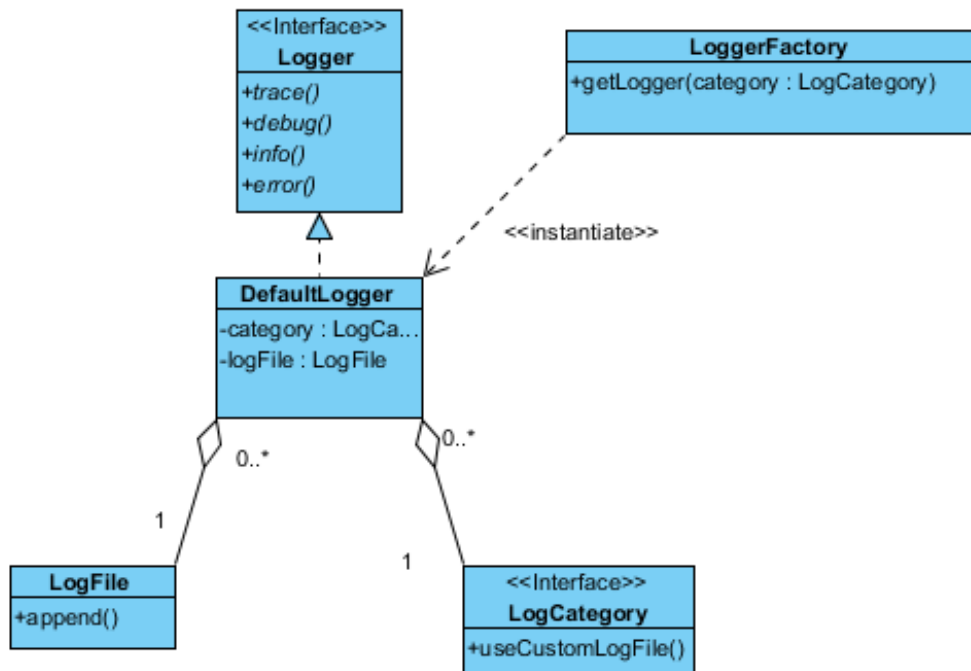 <<Interface>>
Logger
+trace()
+debug()
+info()
+error()
LoggerFactory
+getLogger(category : LogCategory)
<<instantiate>>
DefaultLogger
-category : LogCa...
-logFile : LogFile
0..*
0..*
1
1
LogFile
+append()
<<Interface>>
LogCategory
+useCustomLogFile()